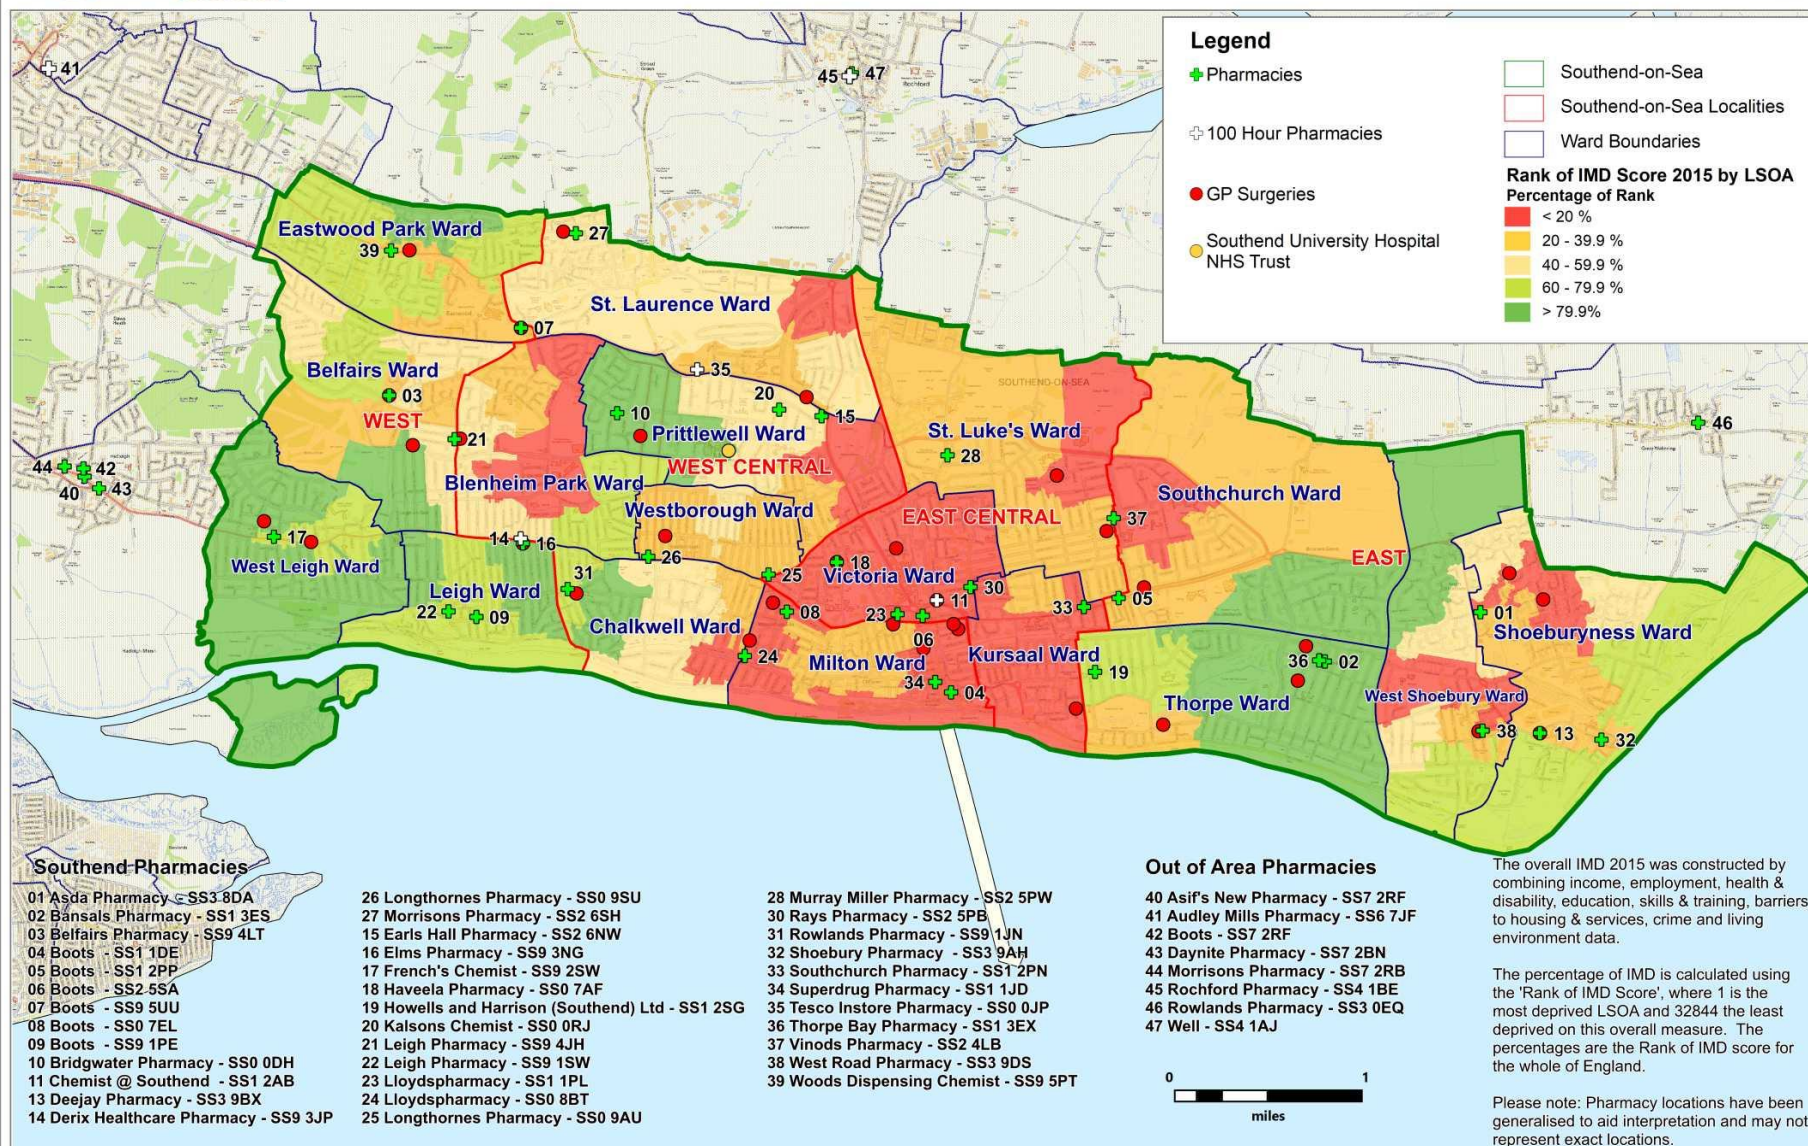 Legend
Pharmacies
100 Hour Pharmacies
GP Surgeries
Southend University Hospital
NHS Trust
Southend-on-Sea
Southend-on-Sea Localities
Ward Boundaries
Rank of IMD Score 2015 by LSOA
Percentage of Rank
< 20 %
20 - 39.9 %
40 - 59.9 %
60 - 79.9 %
> 79.9%
41
45
47
Rochford
Eastwood Park Ward
39
27
St. Laurence Ward
07
Belfairs Ward
03
WEST
35
20
10
15
SOUTHEND-ON-SEA
46
21
Prittlewell Ward
St. Luke's Ward
28
44
42
40
43
WEST CENTRAL
Blenheim Park Ward
Southchurch Ward
Westborough Ward
EAST CENTRAL
37
17
14
16
26
EAST
West Leigh Ward
31
25
18
Victoria Ward
30
Leigh Ward
22
09
08
23
11
33
05
01
Chalkwell Ward
06
Shoeburyness Ward
24
Milton Ward
Kursaal Ward
19
36
02
34
04
Thorpe Ward
West Shoebury Ward
38
13
32
Southend Pharmacies
01 Asda Pharmacy - SS3 8DA
02 Bansals Pharmacy - SS1 3ES
03 Belfairs Pharmacy - SS9 4LT
04 Boots - SS1 1DE
05 Boots - SS1 2PP
06 Boots - SS2 5SA
07 Boots - SS9 5UU
08 Boots - SS0 7EL
09 Boots - SS9 1PE
10 Bridgwater Pharmacy - SS0 0DH
11 Chemist @ Southend - SS1 2AB
13 Deejay Pharmacy - SS3 9BX
14 Derix Healthcare Pharmacy - SS9 3JP
26 Longthornes Pharmacy - SS0 9SU
27 Morrisons Pharmacy - SS2 6SH
15 Earls Hall Pharmacy - SS2 6NW
16 Elms Pharmacy - SS9 3NG
17 French's Chemist - SS9 2SW
18 Haveela Pharmacy - SS0 7AF
19 Howells and Harrison (Southend) Ltd - SS1 2SG
20 Kalsons Chemist - SS0 0RJ
21 Leigh Pharmacy - SS9 4JH
22 Leigh Pharmacy - SS9 1SW
23 Lloydspharmacy - SS1 1PL
24 Lloydspharmacy - SS0 8BT
25 Longthornes Pharmacy - SS0 9AU
28 Murray Miller Pharmacy - SS2 5PW
30 Rays Pharmacy - SS2 5PB
31 Rowlands Pharmacy - SS9 1JN
32 Shoebury Pharmacy - SS3 9AH
33 Southchurch Pharmacy - SS1 2PN
34 Superdrug Pharmacy - SS1 1JD
35 Tesco Instore Pharmacy - SS0 0JP
36 Thorpe Bay Pharmacy - SS1 3EX
37 Vinods Pharmacy - SS2 4LB
38 West Road Pharmacy - SS3 9DS
39 Woods Dispensing Chemist - SS9 5PT
Out of Area Pharmacies
40 Asif's New Pharmacy - SS7 2RF
41 Audley Mills Pharmacy - SS6 7JF
42 Boots - SS7 2RF
43 Daynite Pharmacy - SS7 2BN
44 Morrisons Pharmacy - SS7 2RB
45 Rochford Pharmacy - SS4 1BE
46 Rowlands Pharmacy - SS3 0EQ
47 Well - SS4 1AJ
0
1
miles
The overall IMD 2015 was constructed by
combining income, employment, health &
disability, education, skills & training, barriers
to housing & services, crime and living
environment data.
The percentage of IMD is calculated using
the 'Rank of IMD Score', where 1 is the
most deprived LSOA and 32844 the least
deprived on this overall measure. The
percentages are the Rank of IMD score for
the whole of England.
Please note: Pharmacy locations have been
generalised to aid interpretation and may not
represent exact locations.